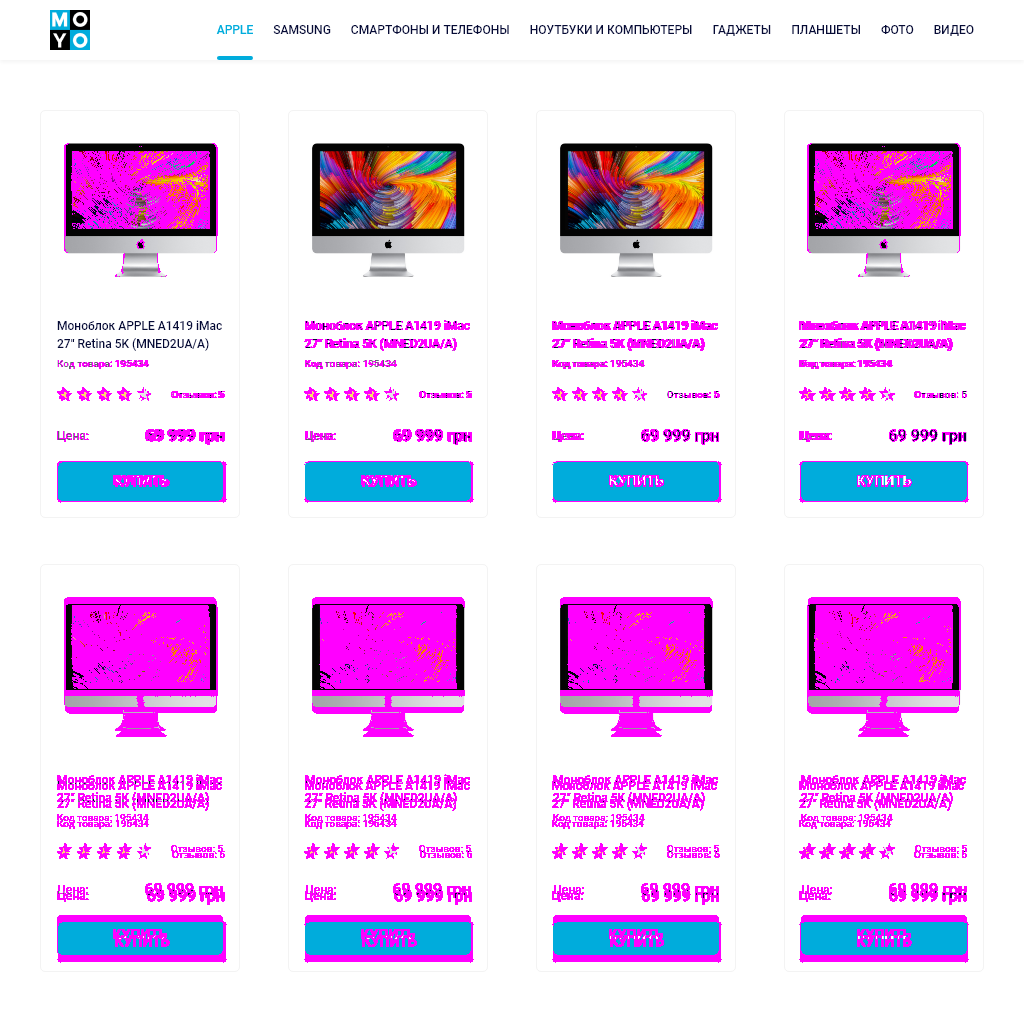 MO
YO
APPLE SAMSUNG СМАРТФОНЫ И ТЕЛЕФОНЫ НОУТБУКИ И КОМПЬЮТЕРЫ ГАДЖЕТЫ ПЛАНШЕТЫ ФОТО ВИДЕО
Моноблок APPLE A1419 iMac
27" Retina 5K (MNED2UA/A)
Код товара: 195434
Отзывов: 5
Цена: 69 999 грн
КУПИТЬ
Моноблок APPLE A1419 iMac
27" Retina 5K (MNED2UA/A)
Код товара: 195434
Отзывов: 5
Цена: 69 999 грн
КУПИТЬ
Моноблок APPLE A1419 iMac
27" Retina 5K (MNED2UA/A)
Код товара: 195434
Отзывов: 5
Цена: 69 999 грн
КУПИТЬ
Моноблок APPLE A1419 iMac
27" Retina 5K (MNED2UA/A)
Код товара: 195434
Отзывов: 5
Цена: 69 999 грн
КУПИТЬ
Моноблок APPLE A1419 iMac
27" Retina 5K (MNED2UA/A)
Код товара: 195434
Отзывов: 5
Цена: 69 999 грн
КУПИТЬ
Моноблок APPLE A1419 iMac
27" Retina 5K (MNED2UA/A)
Код товара: 195434
Отзывов: 5
Цена: 69 999 грн
КУПИТЬ
Моноблок APPLE A1419 iMac
27" Retina 5K (MNED2UA/A)
Код товара: 195434
Отзывов: 5
Цена: 69 999 грн
КУПИТЬ
Моноблок APPLE A1419 iMac
27" Retina 5K (MNED2UA/A)
Код товара: 195434
Отзывов: 5
Цена: 69 999 грн
КУПИТЬ